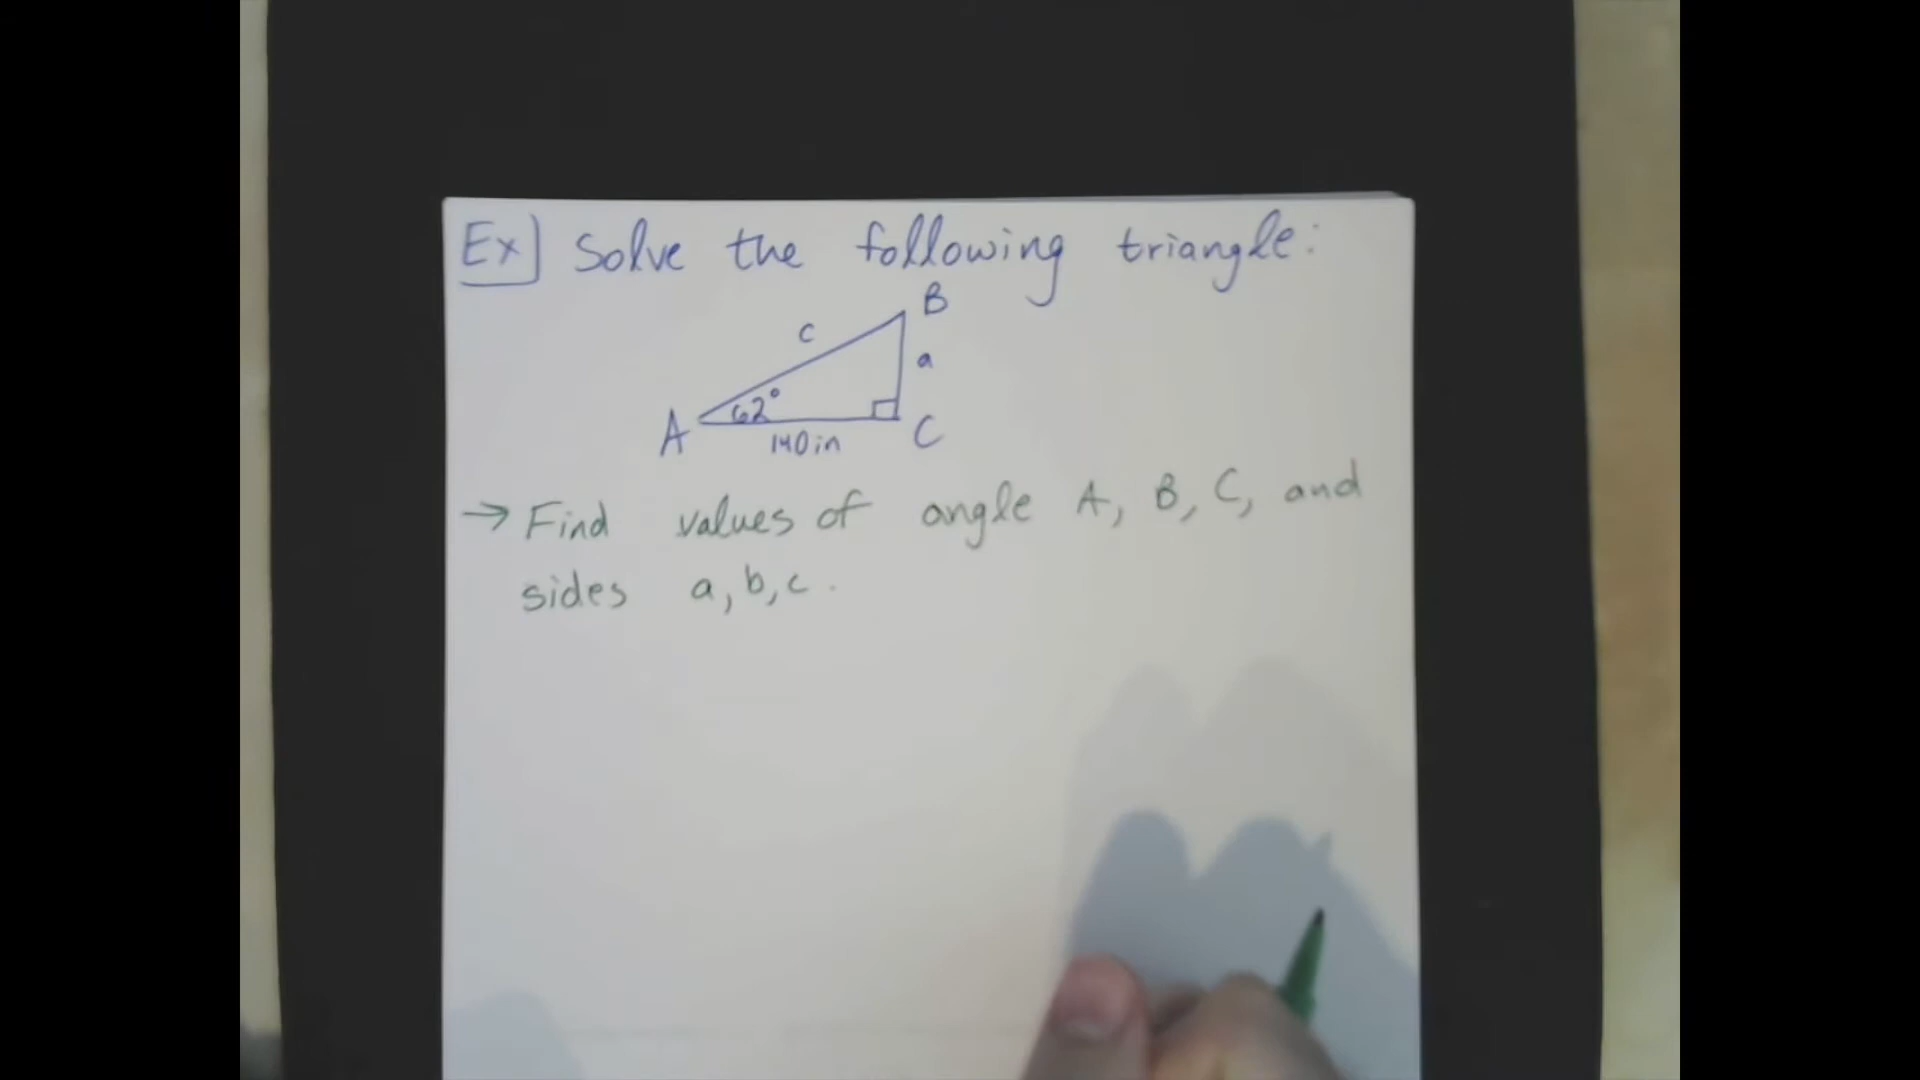 Ex] Solve the following triangle:
B
c
a
62°
A
C
140in
→ Find values of angle A, B, C, and
sides a, b, c.